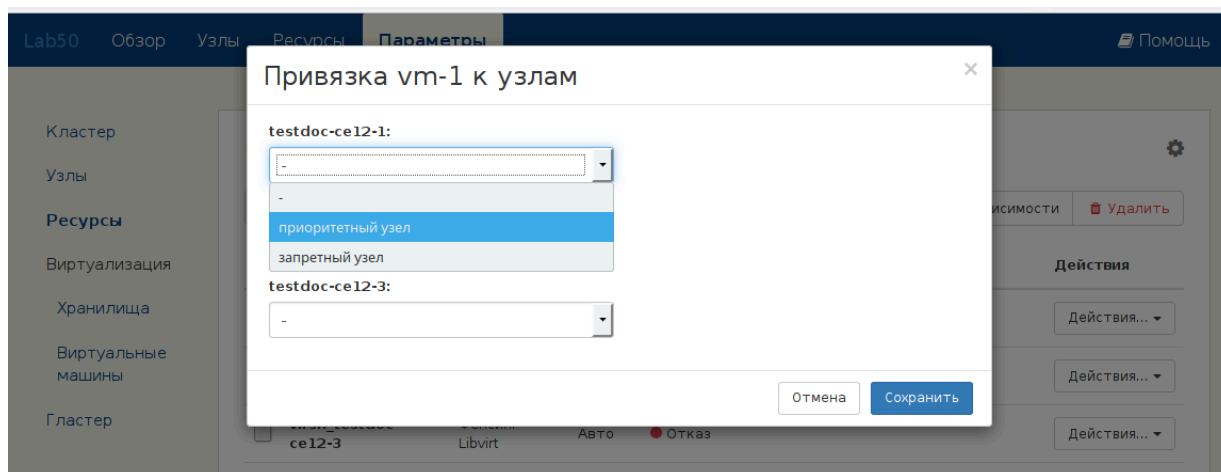 Lab50 Обзор Узлы Ресурсы Параметры Помощь
Привязка vm-1 к узлам ×
Кластер
Узлы
Ресурсы
Виртуализация
Хранилища
Виртуальные
машины
Гластер
testdoc-ce12-1:
-
-
приоритетный узел
запретный узел
testdoc-ce12-3:
-
Отмена Сохранить
Удалить
Действия
Действия...
Действия...
ce12-3 Libvirt Авто Отказ Действия...